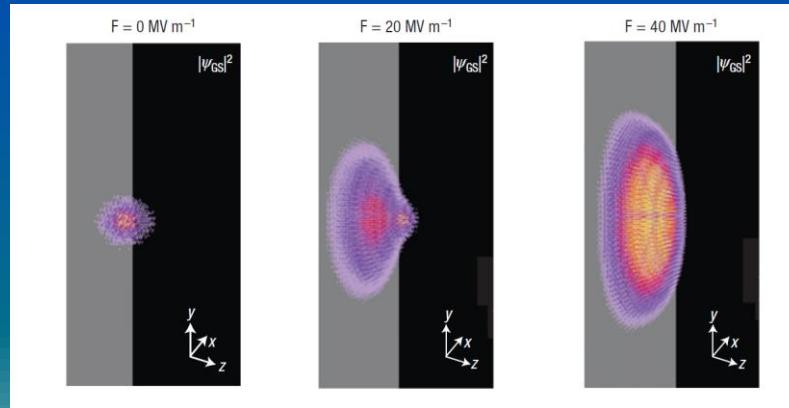 F = 0 MV m⁻¹
|ψGS|²
y
x
z
F = 20 MV m⁻¹
|ψGS|²
y
x
z
F = 40 MV m⁻¹
|ψGS|²
y
x
z